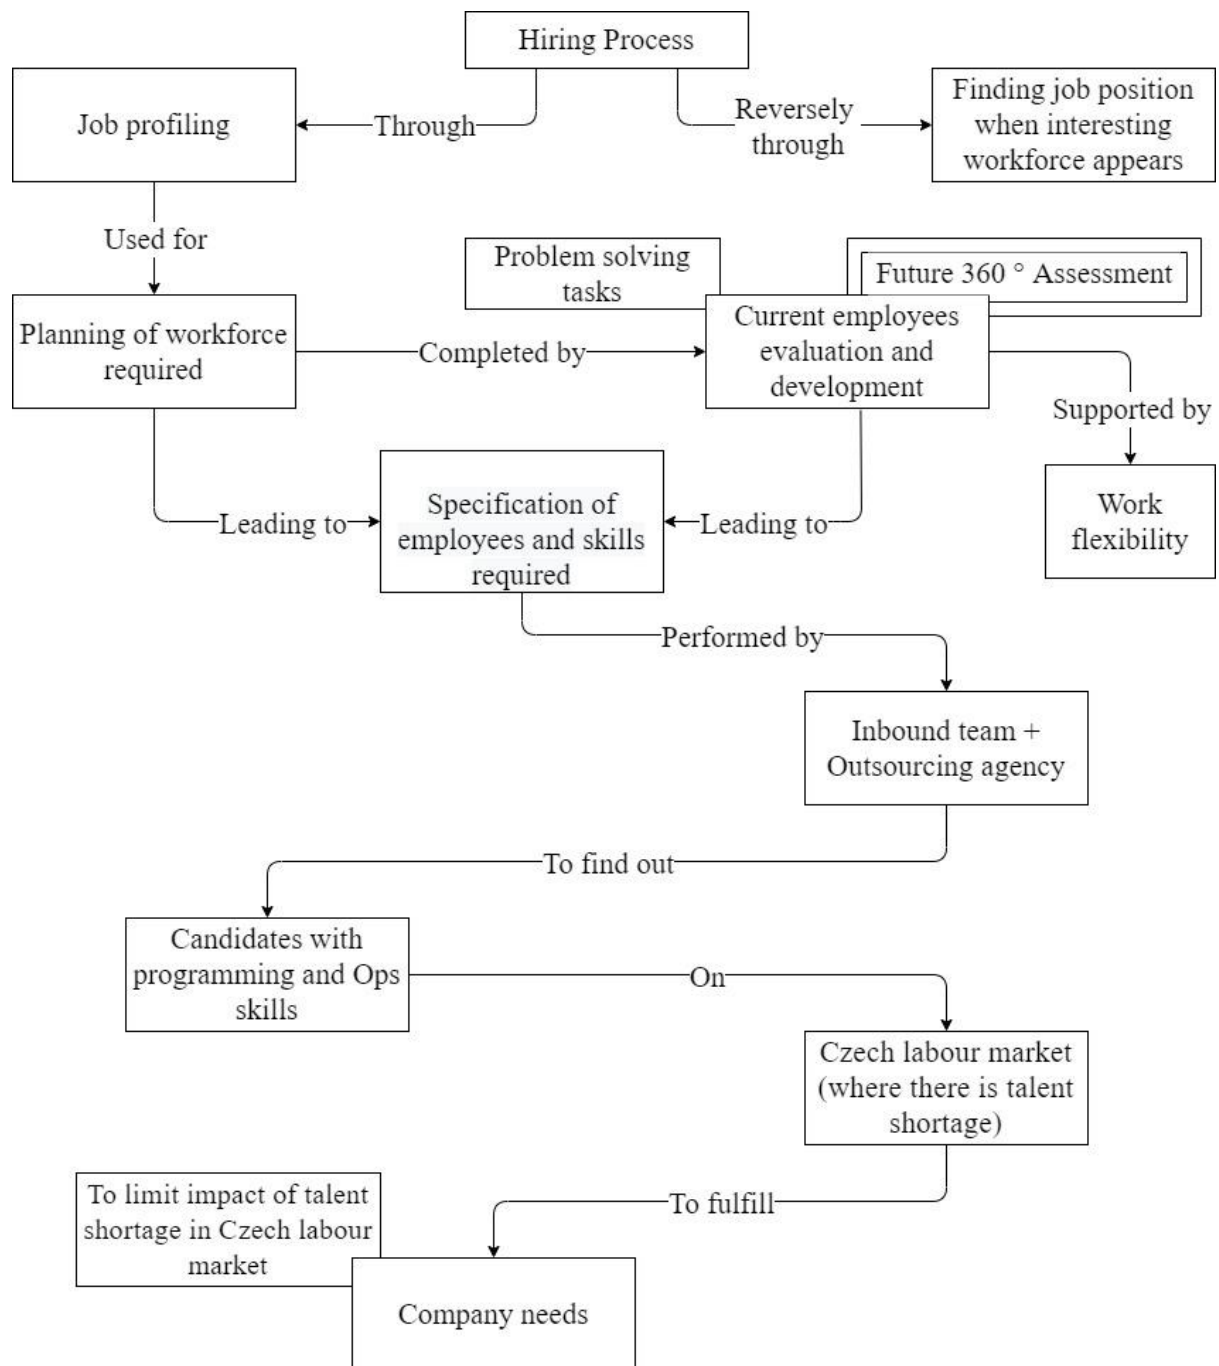 Hiring Process
Job profiling
Through
Reversely
through
Finding job position
when interesting
workforce appears
Used for
Problem solving
tasks
Future 360 ° Assessment
Planning of workforce
required
Completed by
Current employees
evaluation and
development
Supported by
Work
flexibility
Leading to
Specification of
employees and skills
required
Leading to
Performed by
Inbound team +
Outsourcing agency
To find out
Candidates with
programming and Ops
skills
On
Czech labour market
(where there is talent
shortage)
To fulfill
To limit impact of talent
shortage in Czech labour
market
Company needs